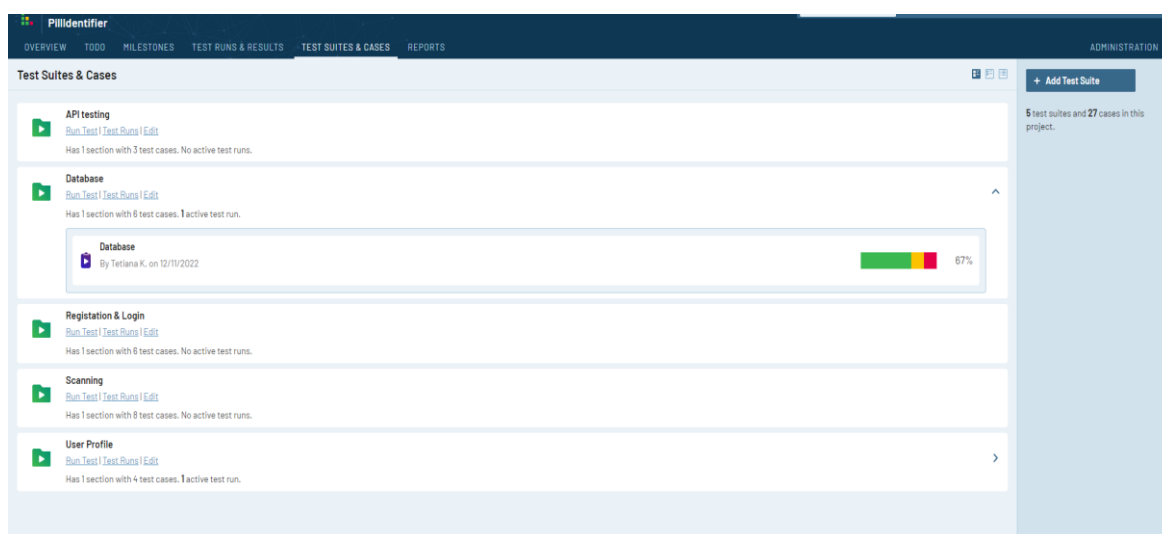 PillIdentifier
OVERVIEW TODO MILESTONES TEST RUNS & RESULTS TEST SUITES & CASES REPORTS ADMINISTRATION
Test Suites & Cases
+ Add Test Suite
5 test suites and 27 cases in this
project.
API testing
Run Test | Test Runs | Edit
Has 1 section with 3 test cases. No active test runs.
Database
Run Test | Test Runs | Edit
Has 1 section with 6 test cases. 1 active test run.
Database
By Tetiana K. on 12/11/2022
67%
Registation & Login
Run Test | Test Runs | Edit
Has 1 section with 6 test cases. No active test runs.
Scanning
Run Test | Test Runs | Edit
Has 1 section with 8 test cases. No active test runs.
User Profile
Run Test | Test Runs | Edit
Has 1 section with 4 test cases. 1 active test run.